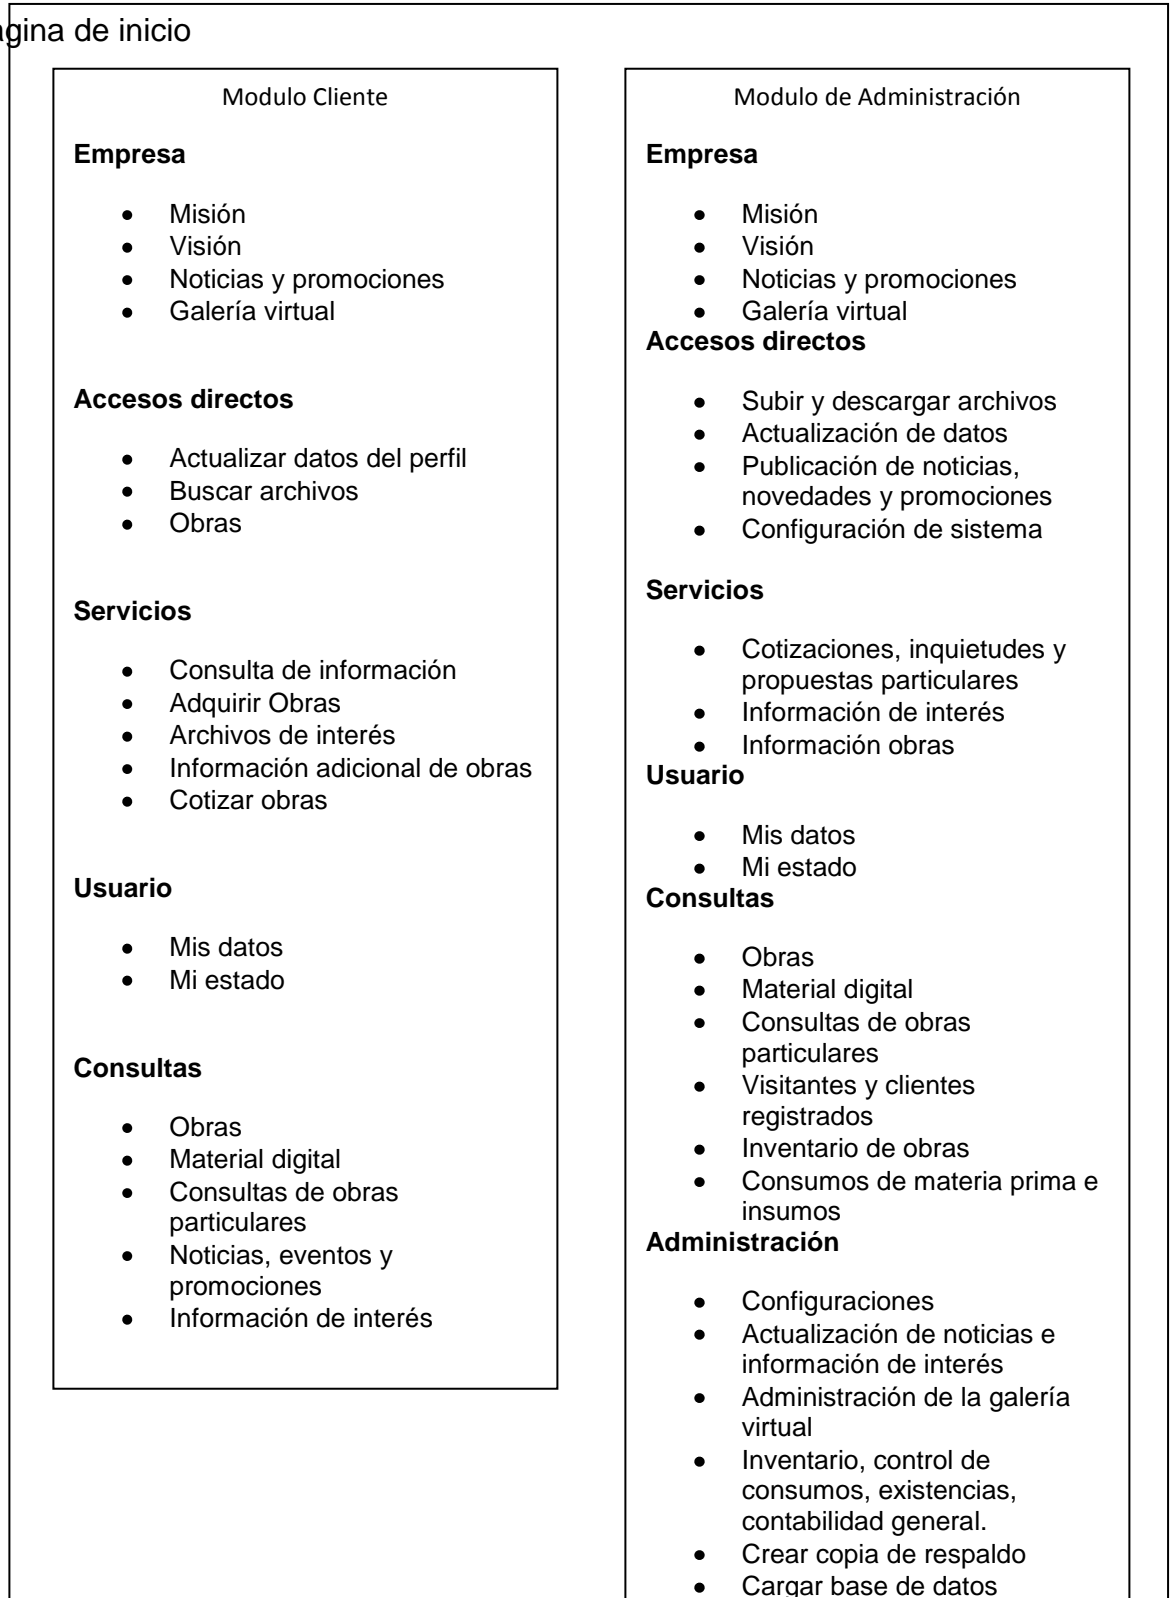 gina de inicio
Modulo Cliente
Empresa
• Misión
• Visión
• Noticias y promociones
• Galería virtual
Accesos directos
• Actualizar datos del perfil
• Buscar archivos
• Obras
Servicios
• Consulta de información
• Adquirir Obras
• Archivos de interés
• Información adicional de obras
• Cotizar obras
Usuario
• Mis datos
• Mi estado
Consultas
• Obras
• Material digital
• Consultas de obras
particulares
• Noticias, eventos y
promociones
• Información de interés
Modulo de Administración
Empresa
• Misión
• Visión
• Noticias y promociones
• Galería virtual
Accesos directos
• Subir y descargar archivos
• Actualización de datos
• Publicación de noticias,
novedades y promociones
• Configuración de sistema
Servicios
• Cotizaciones, inquietudes y
propuestas particulares
• Información de interés
• Información obras
Usuario
• Mis datos
• Mi estado
Consultas
• Obras
• Material digital
• Consultas de obras
particulares
• Visitantes y clientes
registrados
• Inventario de obras
• Consumos de materia prima e
insumos
Administración
• Configuraciones
• Actualización de noticias e
información de interés
• Administración de la galería
virtual
• Inventario, control de
consumos, existencias,
contabilidad general.
• Crear copia de respaldo
• Cargar base de datos